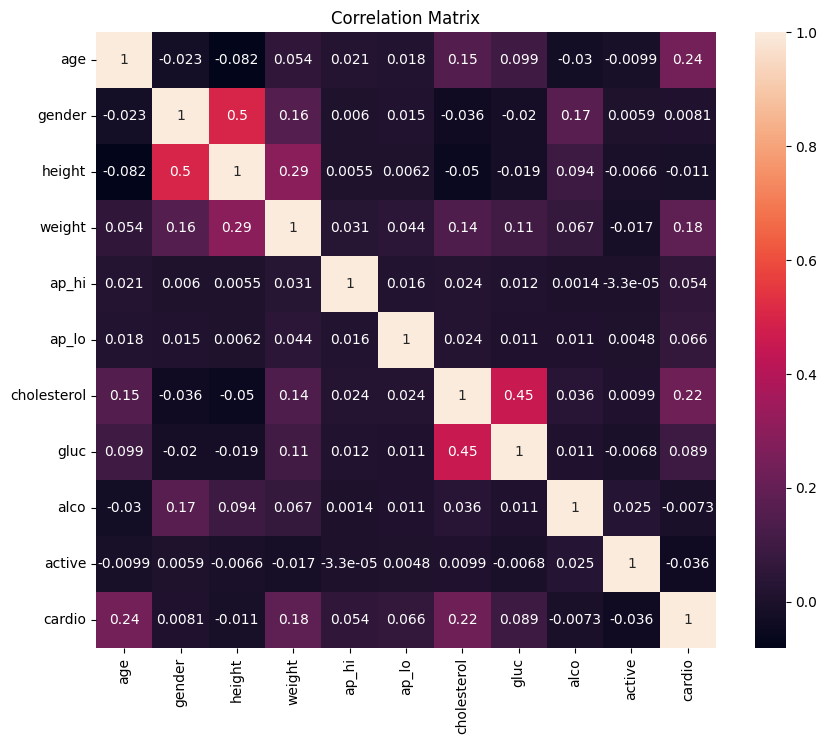 Correlation Matrix
age 1 -0.023 -0.082 0.054 0.021 0.018 0.15 0.099 -0.03 -0.0099 0.24
gender -0.023 1 0.5 0.16 0.006 0.015 -0.036 -0.02 0.17 0.0059 0.0081
height -0.082 0.5 1 0.29 0.0055 0.0062 -0.05 -0.019 0.094 -0.0066 -0.011
weight 0.054 0.16 0.29 1 0.031 0.044 0.14 0.11 0.067 -0.017 0.18
ap_hi 0.021 0.006 0.0055 0.031 1 0.016 0.024 0.012 0.0014 -3.3e-05 0.054
ap_lo 0.018 0.015 0.0062 0.044 0.016 1 0.024 0.011 0.011 0.0048 0.066
cholesterol 0.15 -0.036 -0.05 0.14 0.024 0.024 1 0.45 0.036 0.0099 0.22
gluc 0.099 -0.02 -0.019 0.11 0.012 0.011 0.45 1 0.011 -0.0068 0.089
alco -0.03 0.17 0.094 0.067 0.0014 0.011 0.036 0.011 1 0.025 -0.0073
active -0.0099 0.0059 -0.0066 -0.017 -3.3e-05 0.0048 0.0099 -0.0068 0.025 1 -0.036
cardio 0.24 0.0081 -0.011 0.18 0.054 0.066 0.22 0.089 -0.0073 -0.036 1
age gender height weight ap_hi ap_lo cholesterol gluc alco active cardio
1.0
0.8
0.6
0.4
0.2
0.0